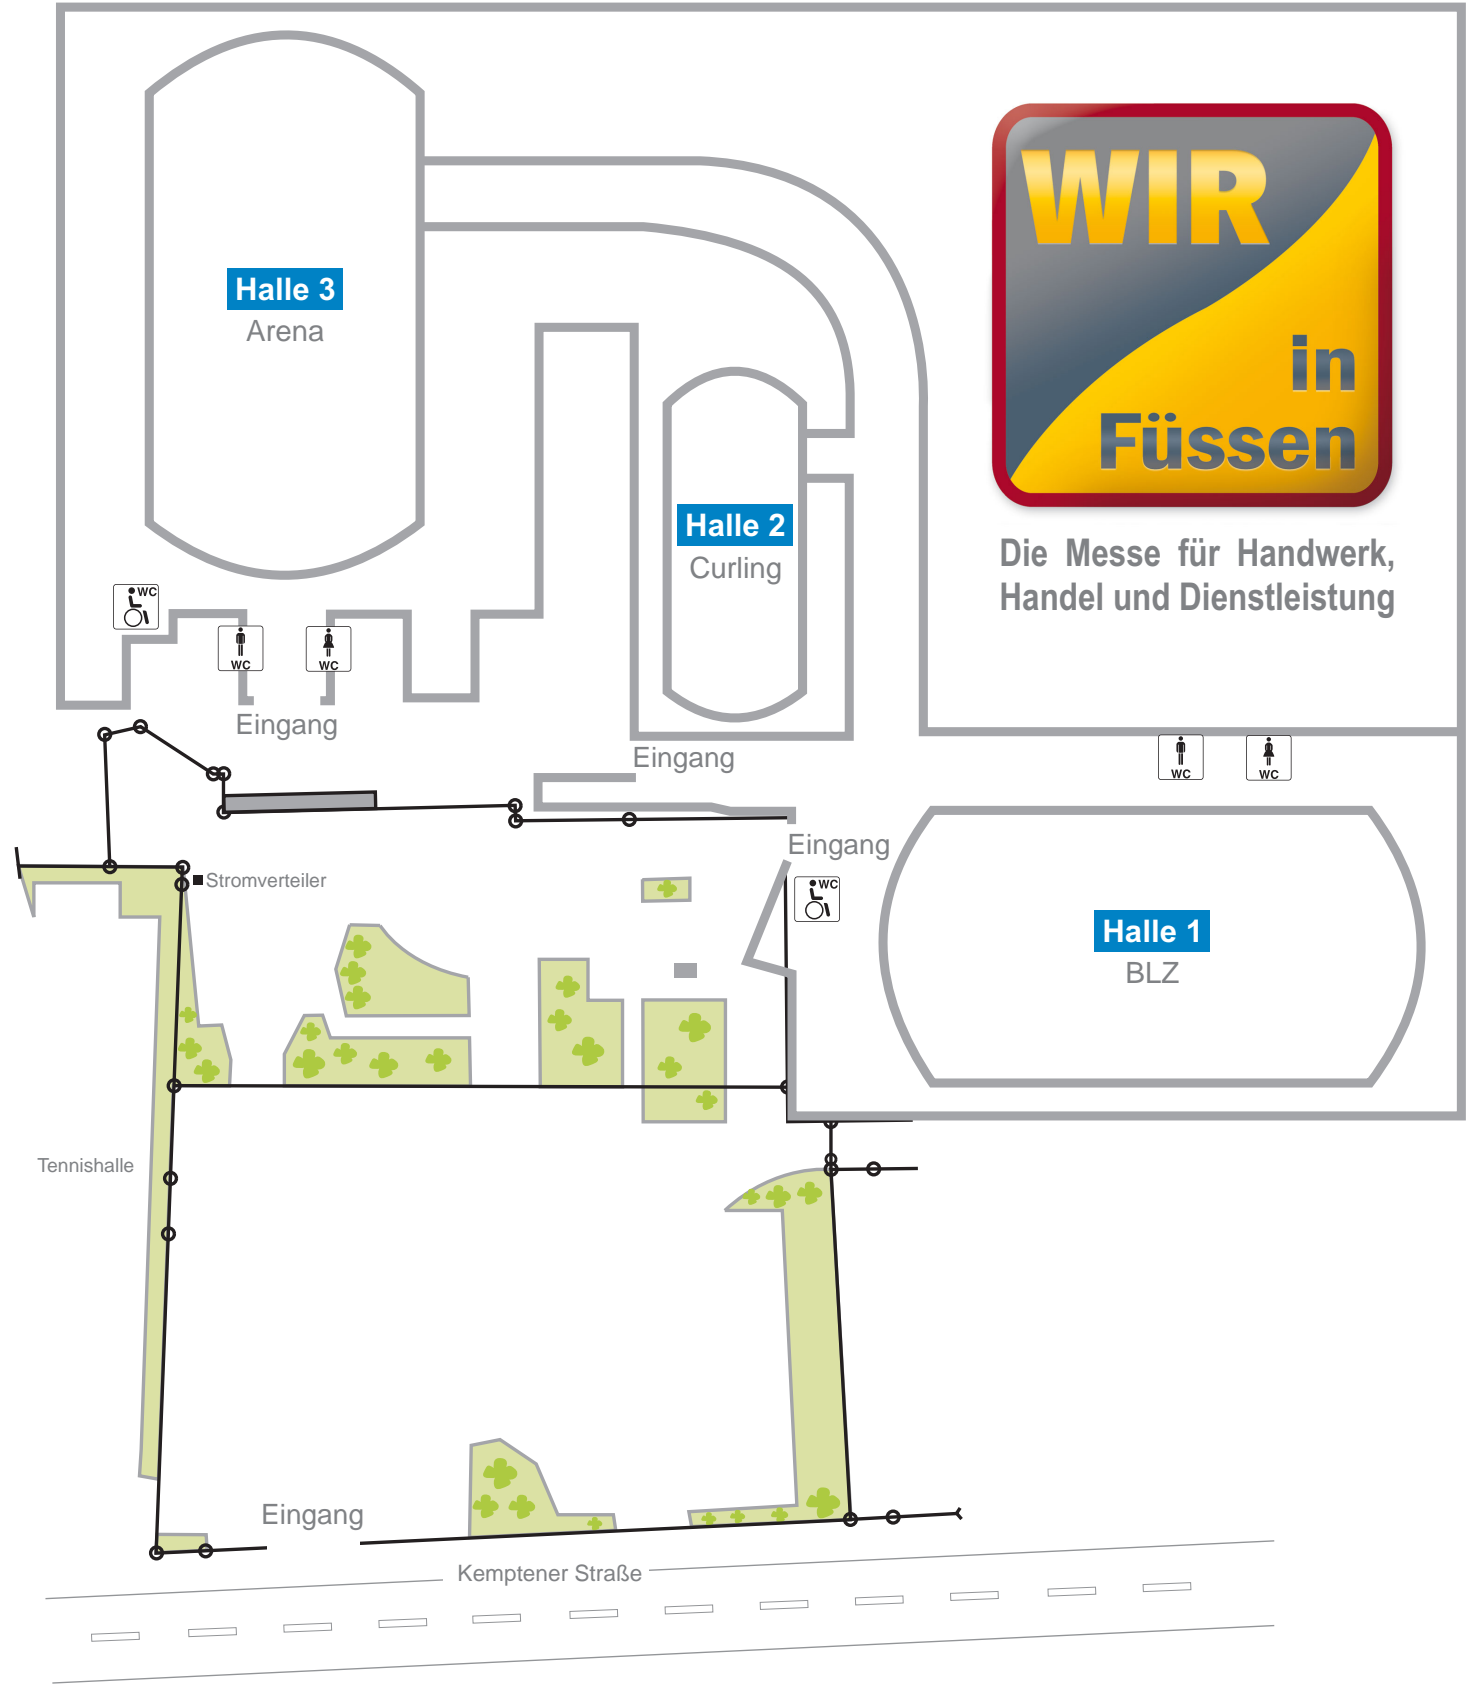 WIR
in
Füssen
Die Messe für Handwerk,
Handel und Dienstleistung
Halle 3
Arena
Halle 2
Curling
WC
WC
WC
Eingang
Eingang
WC
WC
Eingang
WC
Stromverteiler
Halle 1
BLZ
Tennishalle
Eingang
Kemptener Straße